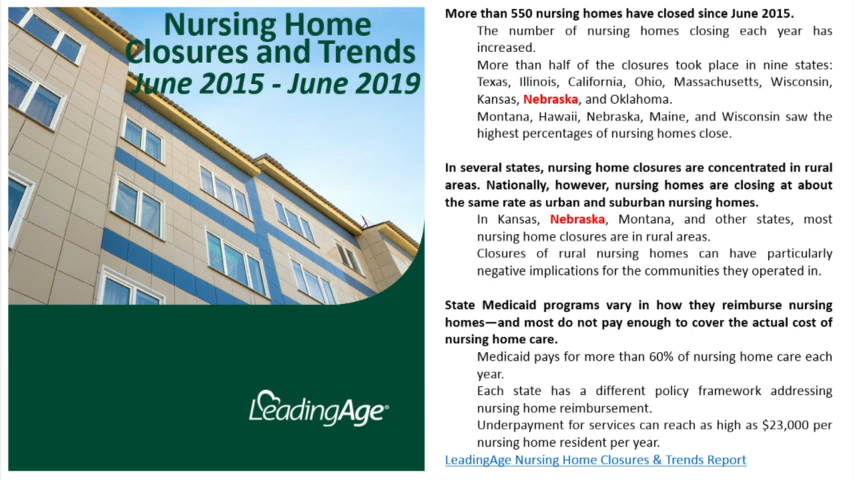 Nursing Home
Closures and Trends
June 2015 - June 2019
LeadingAge®
More than 550 nursing homes have closed since June 2015.
The number of nursing homes closing each year has
increased.
More than half of the closures took place in nine states:
Texas, Illinois, California, Ohio, Massachusetts, Wisconsin,
Kansas, Nebraska, and Oklahoma.
Montana, Hawaii, Nebraska, Maine, and Wisconsin saw the
highest percentages of nursing homes close.
In several states, nursing home closures are concentrated in rural
areas. Nationally, however, nursing homes are closing at about
the same rate as urban and suburban nursing homes.
In Kansas, Nebraska, Montana, and other states, most
nursing home closures are in rural areas.
Closures of rural nursing homes can have particularly
negative implications for the communities they operated in.
State Medicaid programs vary in how they reimburse nursing
homes—and most do not pay enough to cover the actual cost of
nursing home care.
Medicaid pays for more than 60% of nursing home care each
year.
Each state has a different policy framework addressing
nursing home reimbursement.
Underpayment for services can reach as high as $23,000 per
nursing home resident per year.
LeadingAge Nursing Home Closures & Trends Report